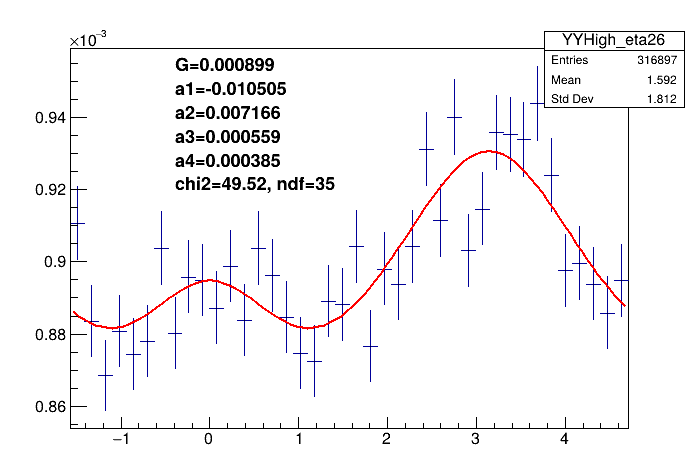 ×10⁻³
YYHigh_eta26
Entries 316897
Mean 1.592
Std Dev 1.812
G=0.000899
a1=-0.010505
a2=0.007166
a3=0.000559
a4=0.000385
chi2=49.52, ndf=35
0.94
0.92
0.9
0.88
0.86
−1 0 1 2 3 4